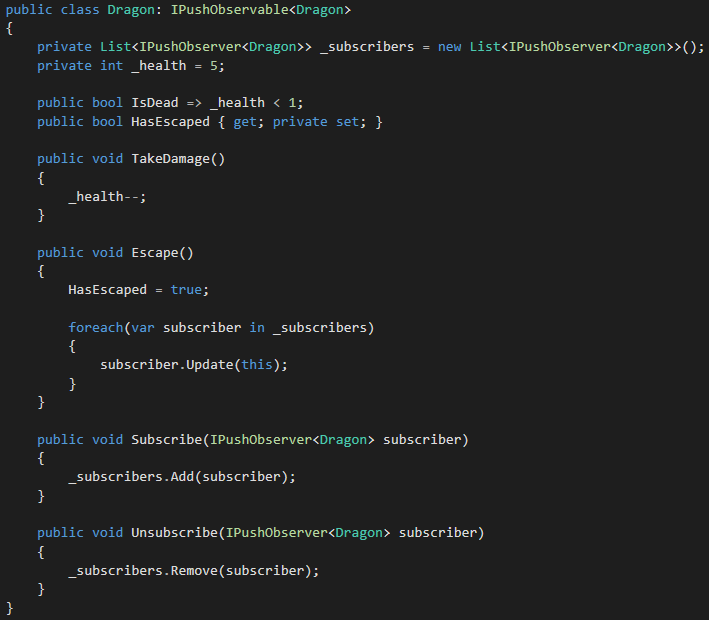 public class Dragon: IPushObservable<Dragon>
{
    private List<IPushObserver<Dragon>> _subscribers = new List<IPushObserver<Dragon>>();
    private int _health = 5;

    public bool IsDead => _health < 1;
    public bool HasEscaped { get; private set; }

    public void TakeDamage()
    {
        _health--;
    }

    public void Escape()
    {
        HasEscaped = true;

        foreach(var subscriber in _subscribers)
        {
            subscriber.Update(this);
        }
    }

    public void Subscribe(IPushObserver<Dragon> subscriber)
    {
        _subscribers.Add(subscriber);
    }

    public void Unsubscribe(IPushObserver<Dragon> subscriber)
    {
        _subscribers.Remove(subscriber);
    }
}